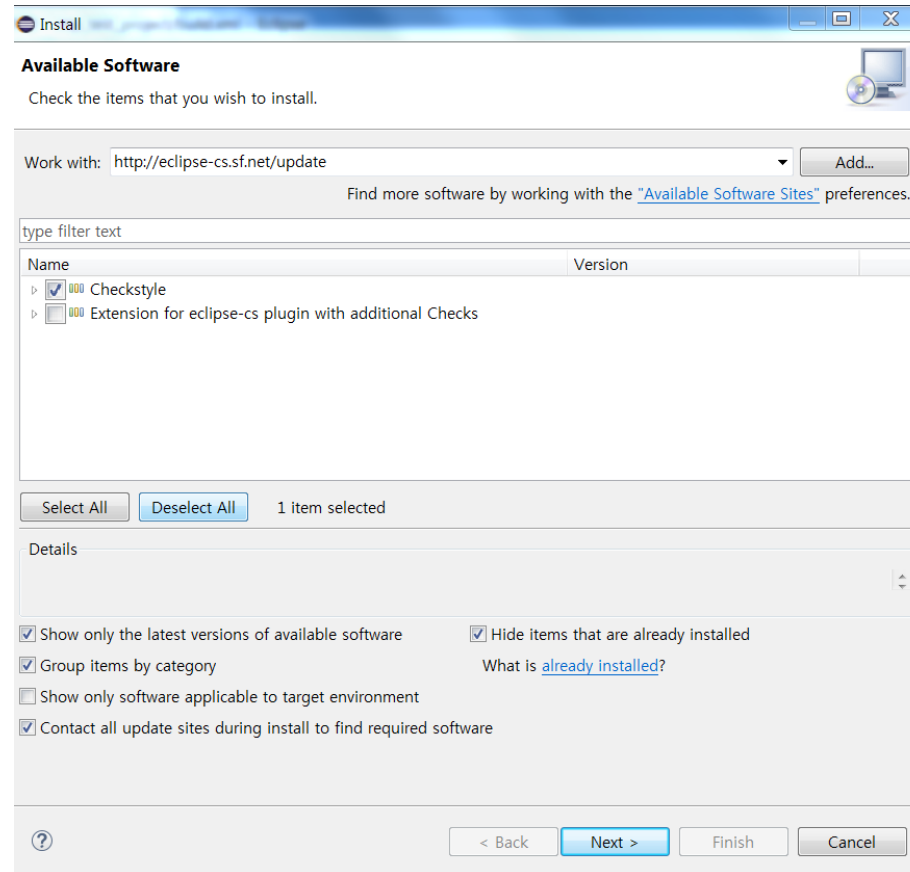 Install
Available Software
Check the items that you wish to install.
Work with: http://eclipse-cs.sf.net/update Add...
Find more software by working with the "Available Software Sites" preferences.
type filter text
Name Version
Checkstyle
Extension for eclipse-cs plugin with additional Checks
Select All Deselect All 1 item selected
Details
Show only the latest versions of available software Hide items that are already installed
Group items by category What is already installed?
Show only software applicable to target environment
Contact all update sites during install to find required software
? < Back Next > Finish Cancel